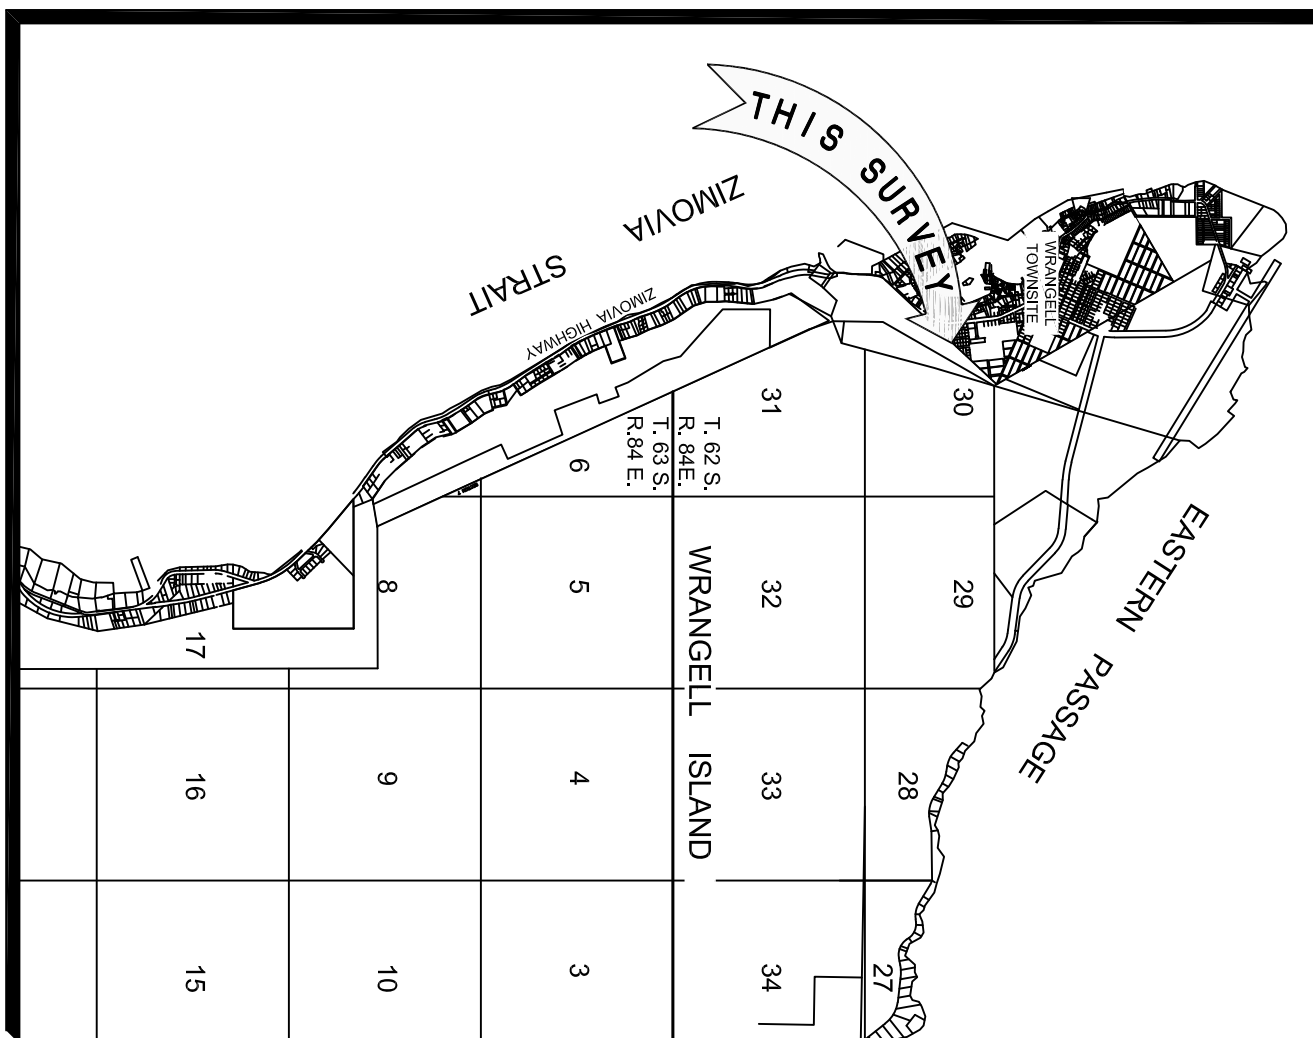 THIS SURVEY
ZIMOVIA
STRAIT
ZIMOVIA HIGHWAY
WRANGELL
TOWNSITE
EASTERN PASSAGE
WRANGELL ISLAND
T. 62 S.
R. 84E.
T. 63 S.
R.84 E.
30
31
6
29
32
5
8
17
28
33
4
9
16
27
34
3
10
15